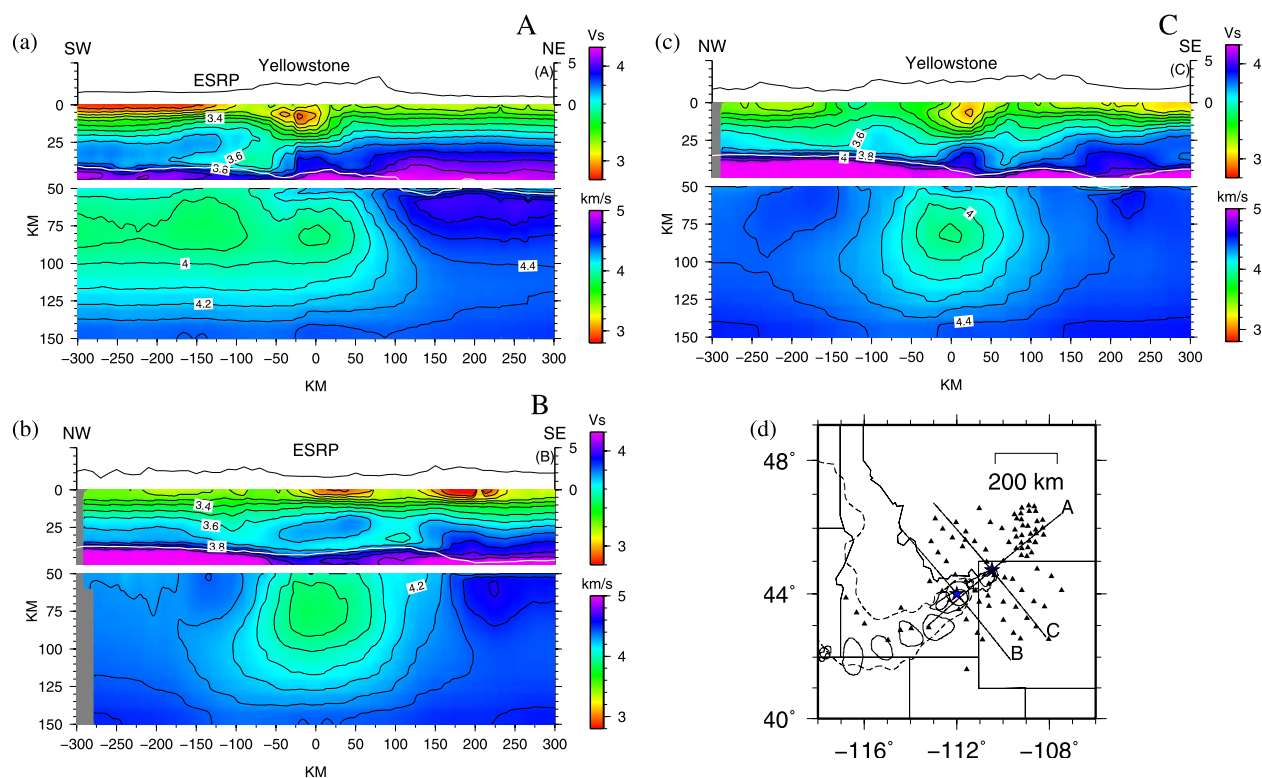 (a)
A
Vs
SW
Yellowstone
NE
ESRP
(A)
5
4
0
0
3.4
25
3.6
3.8
3
50
km/s
5
KM
75
4
100
4
4.4
125
4.2
3
150
−300 −250 −200 −150 −100 −50 0 50 100 150 200 250 300
KM
(c)
C
Vs
NW
Yellowstone
SE
5
(C)
4
0
0
3.6
25
4
3.8
3
50
km/s
5
4
KM
75
4
100
125
4.4
3
150
−300 −250 −200 −150 −100 −50 0 50 100 150 200 250 300
KM
(b)
B
Vs
NW
ESRP
SE
5
(B)
4
0
0
3.4
25
3.6
3.8
3
50
km/s
4.2
5
KM
75
4
100
125
3
150
−300 −250 −200 −150 −100 −50 0 50 100 150 200 250 300
KM
(d)
48˚
200 km
A
44˚
C
B
40˚
−116˚ −112˚ −108˚